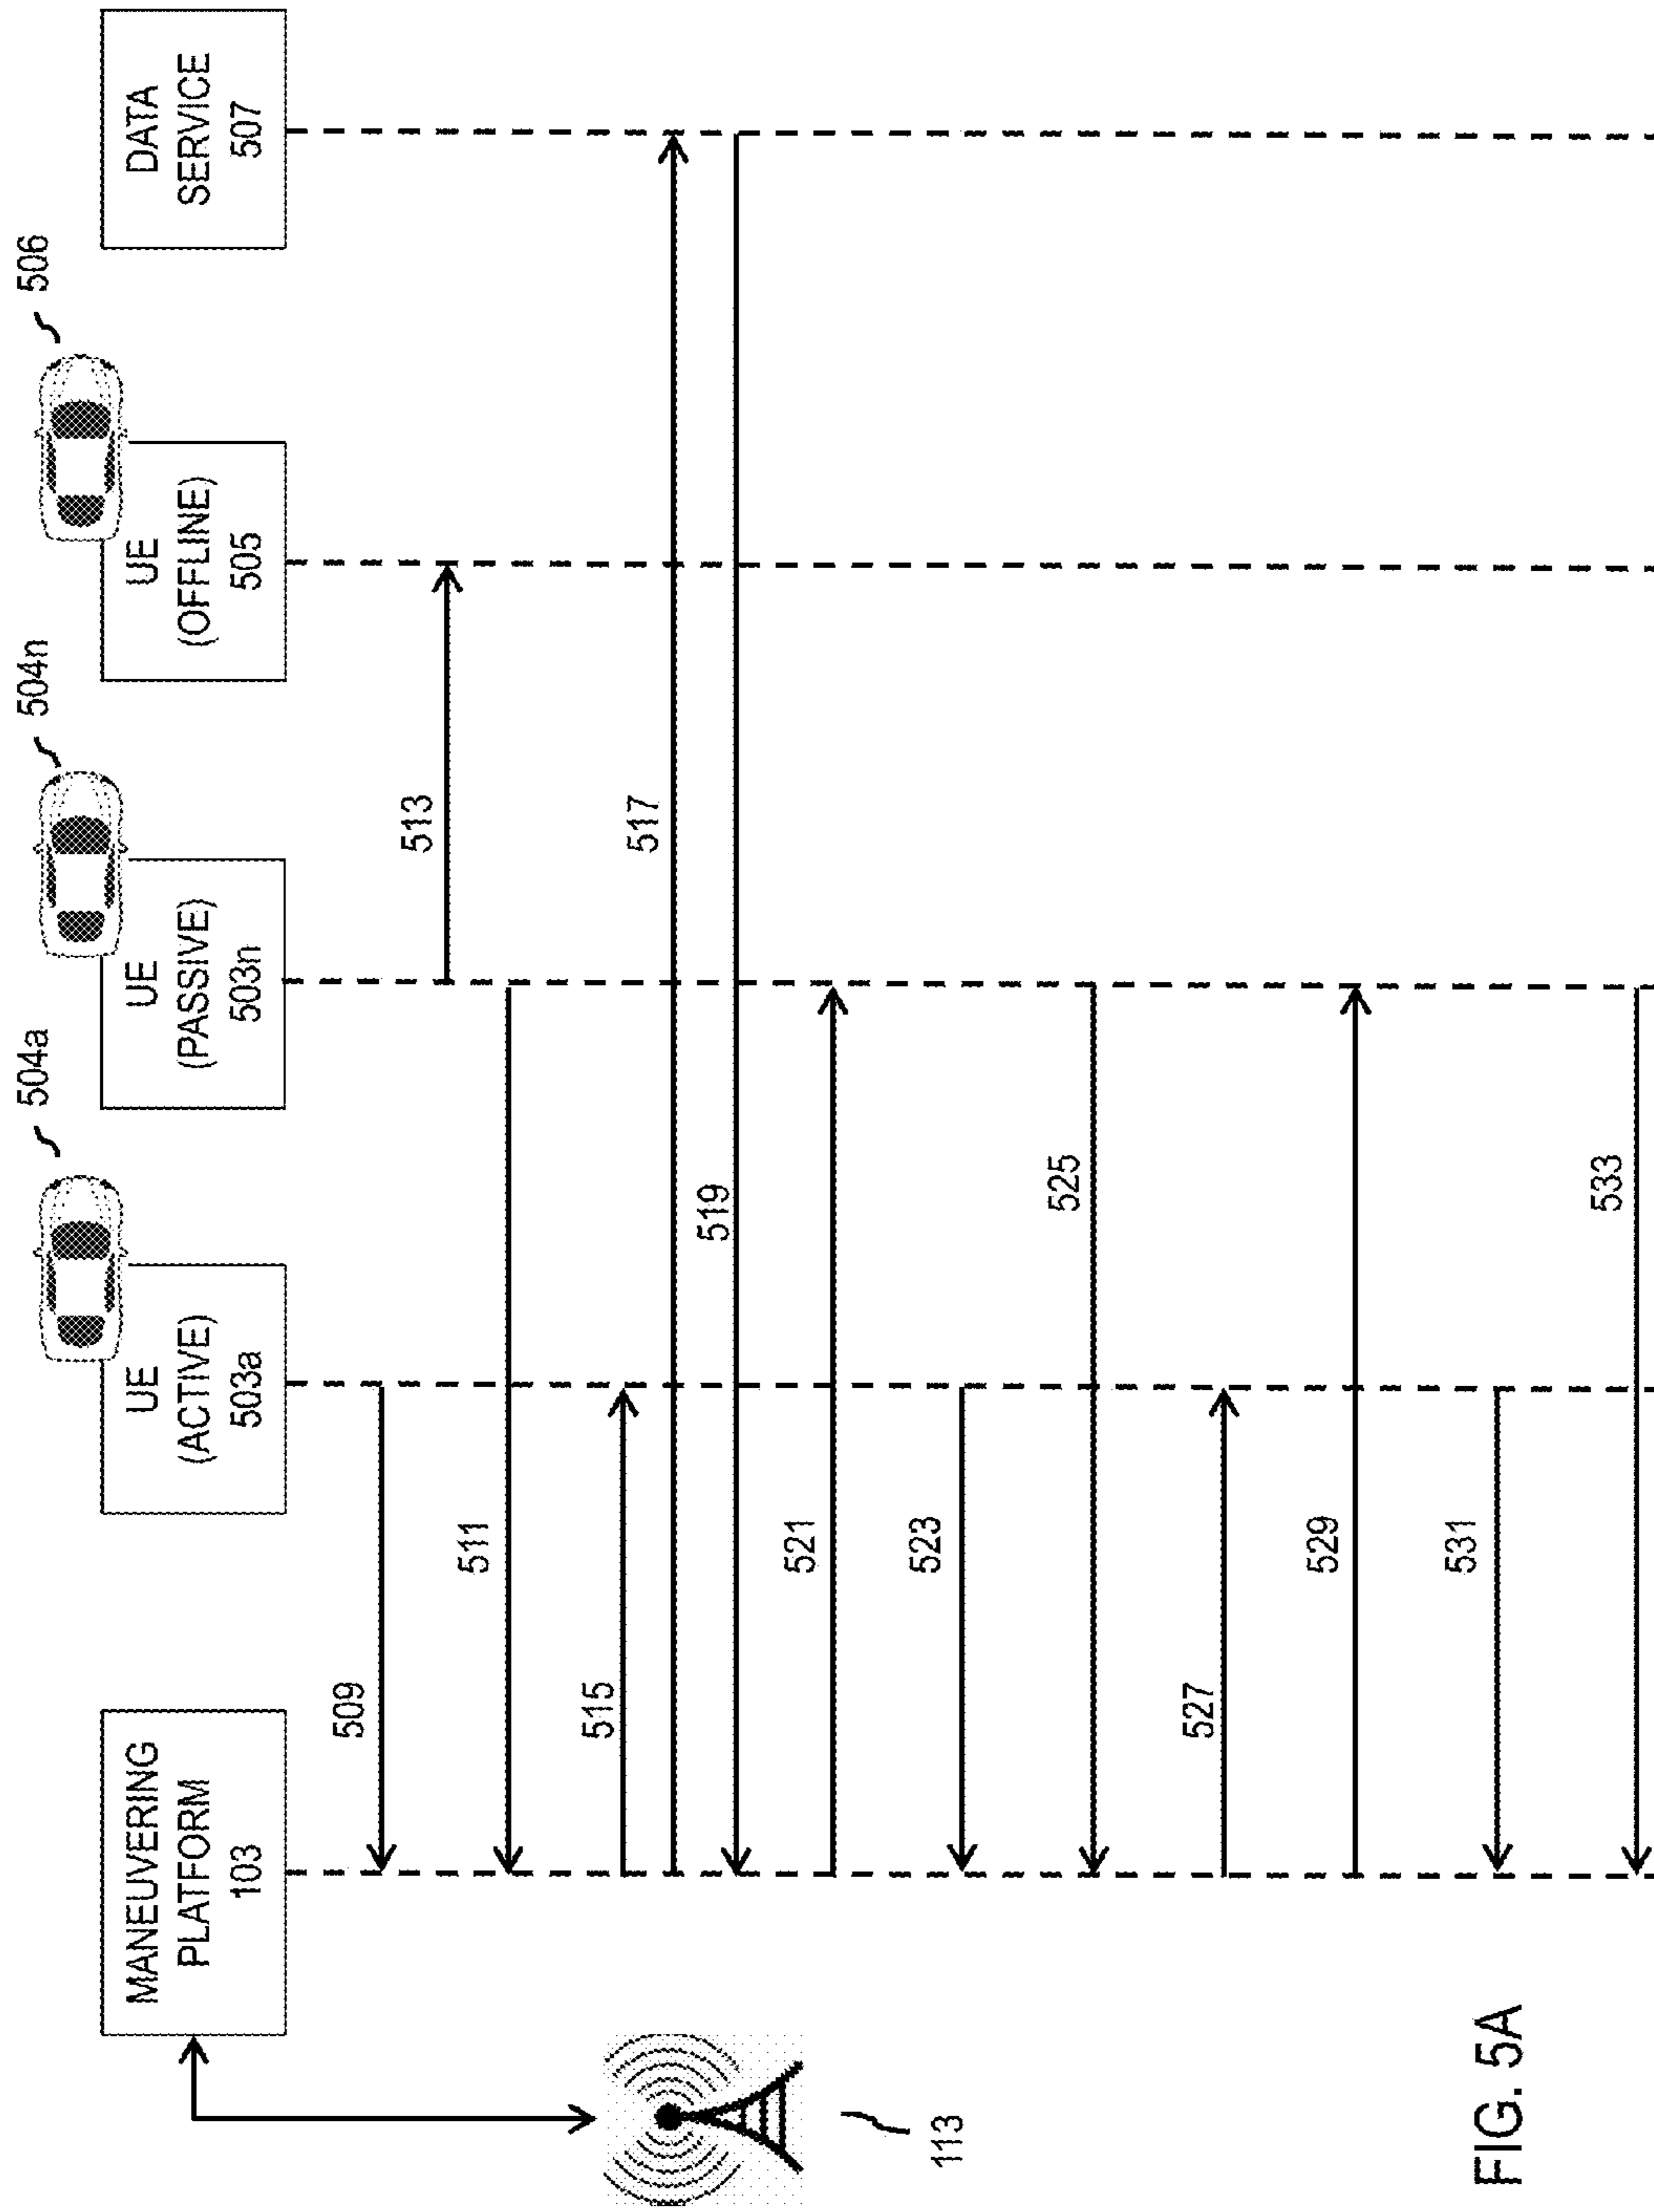 504a
504n
506
MANEUVERING
PLATFORM
103
UE
(ACTIVE)
503a
UE
(PASSIVE)
503n
UE
(OFFLINE)
505
DATA
SERVICE
507
509
513
511
515
517
519
521
523
525
527
529
531
533
113
FIG. 5A